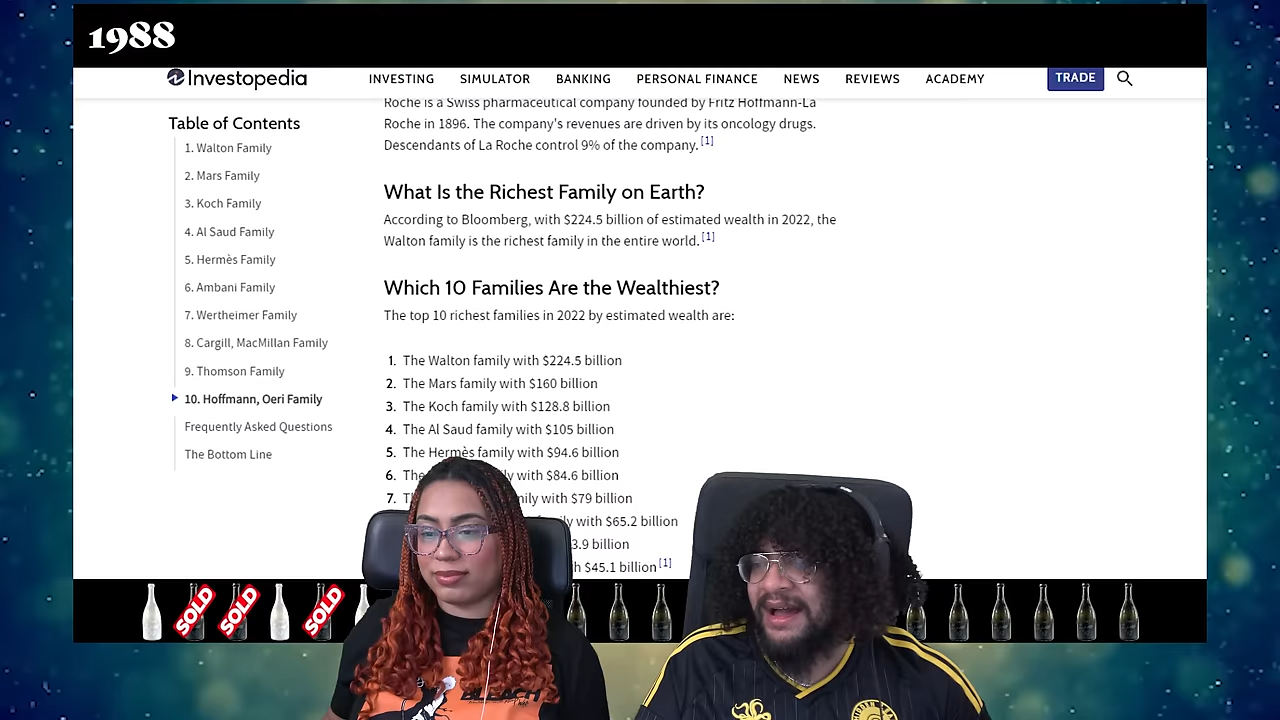 1988
Investopedia
INVESTING SIMULATOR BANKING PERSONAL FINANCE NEWS REVIEWS ACADEMY TRADE
Table of Contents
1. Walton Family
2. Mars Family
3. Koch Family
4. Al Saud Family
5. Hermès Family
6. Ambani Family
7. Wertheimer Family
8. Cargill, MacMillan Family
9. Thomson Family
10. Hoffmann, Oeri Family
Frequently Asked Questions
The Bottom Line
Roche is a Swiss pharmaceutical company founded by Fritz Hoffmann-La
Roche in 1896. The company's revenues are driven by its oncology drugs.
Descendants of La Roche control 9% of the company. [1]
What Is the Richest Family on Earth?
According to Bloomberg, with $224.5 billion of estimated wealth in 2022, the
Walton family is the richest family in the entire world. [1]
Which 10 Families Are the Wealthiest?
The top 10 richest families in 2022 by estimated wealth are:
1. The Walton family with $224.5 billion
2. The Mars family with $160 billion
3. The Koch family with $128.8 billion
4. The Al Saud family with $105 billion
5. The Hermès family with $94.6 billion
6. The with $84.6 billion
7. with $79 billion
with $65.2 billion
billion
$45.1 billion [1]
SOLD
SOLD
SOLD
BLEACH